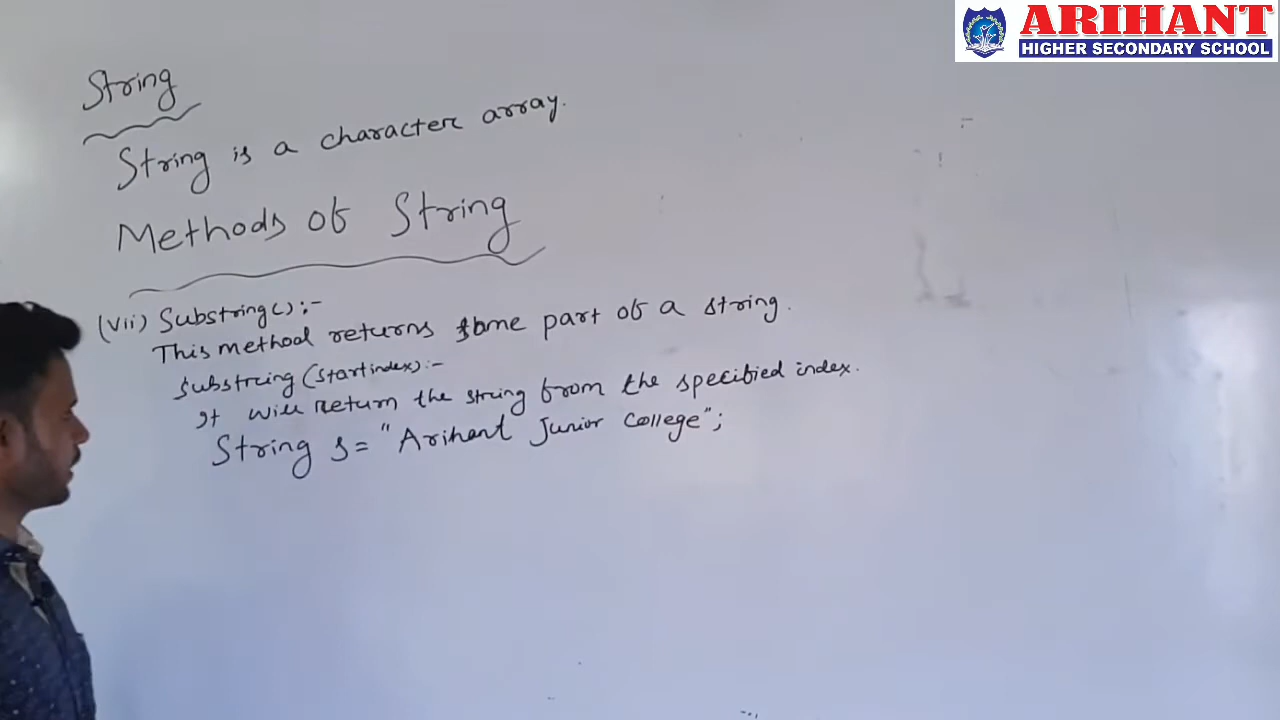 ARIHANT
HIGHER SECONDARY SCHOOL
String
String is a character array.
Methods of String
(vii) Substring():-
This method returns some part of a string.
Substring(startindex):-
It will return the string from the specified index.
String s = "Arihant Junior College";